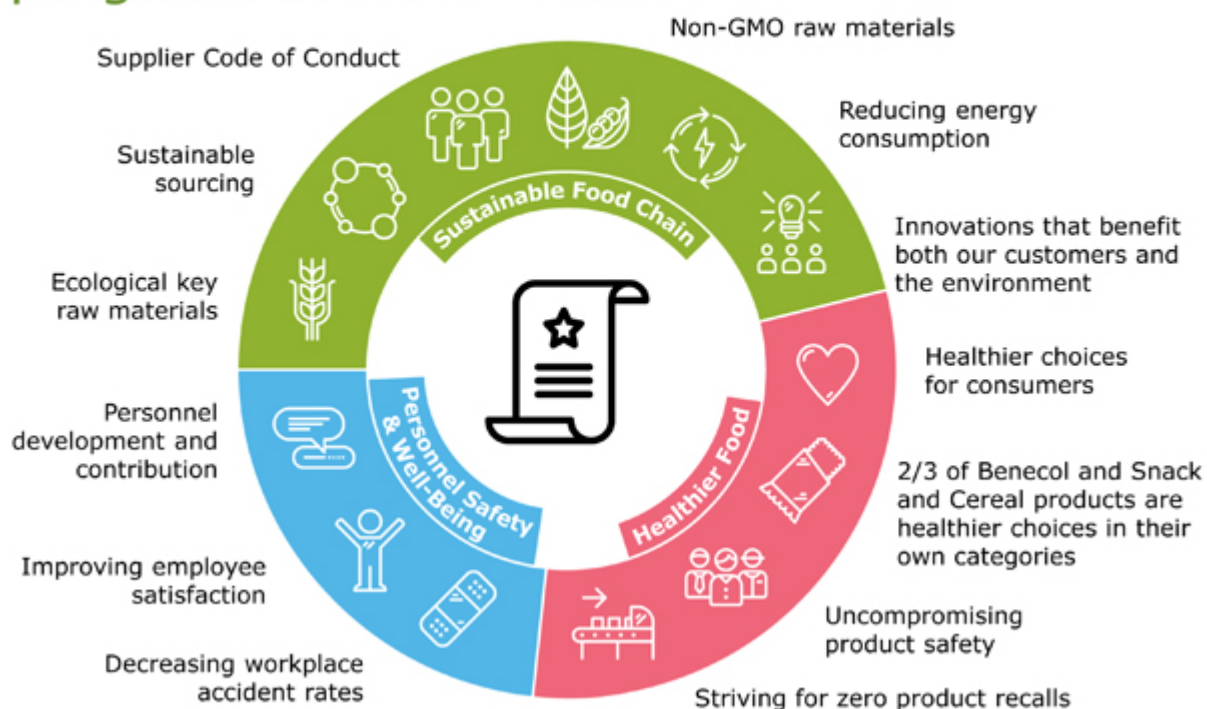 Non-GMO raw materials
Supplier Code of Conduct
Reducing energy
consumption
Sustainable
sourcing
Sustainable Food Chain
Innovations that benefit
both our customers and
the environment
Ecological key
raw materials
Healthier choices
for consumers
Personnel
development and
contribution
Personnel Safety
& Well-Being
Healthier Food
2/3 of Benecol and Snack
and Cereal products are
healthier choices in their
own categories
Improving employee
satisfaction
Uncompromising
product safety
Decreasing workplace
accident rates
Striving for zero product recalls